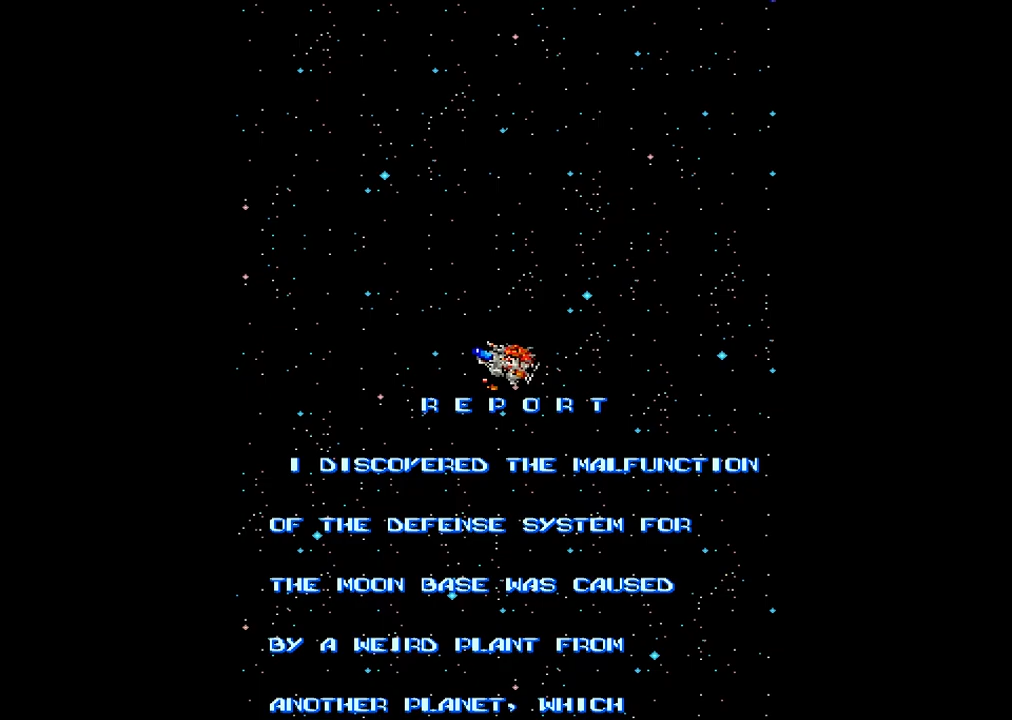 REPORT
I DISCOVERED THE MALFUNCTION
OF THE DEFENSE SYSTEM FOR
THE MOON BASE WAS CAUSED
BY A WEIRD PLANT FROM
ANOTHER PLANET, WHICH